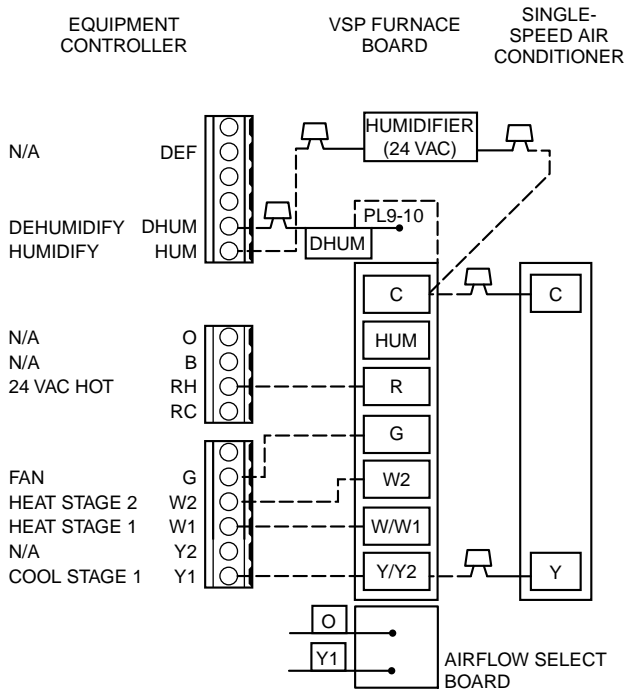 EQUIPMENT
CONTROLLER
VSP FURNACE
BOARD
SINGLE-
SPEED AIR
CONDITIONER
HUMIDIFIER
(24 VAC)
N/A DEF
PL9-10
DEHUMIDIFY DHUM
HUMIDIFY HUM
DHUM
C C
HUM
N/A O
N/A B
24 VAC HOT RH R
RC
G
FAN G
W2
HEAT STAGE 2 W2
HEAT STAGE 1 W1 W/W1
N/A Y2
COOL STAGE 1 Y1 Y/Y2 Y
O
Y1
AIRFLOW SELECT
BOARD